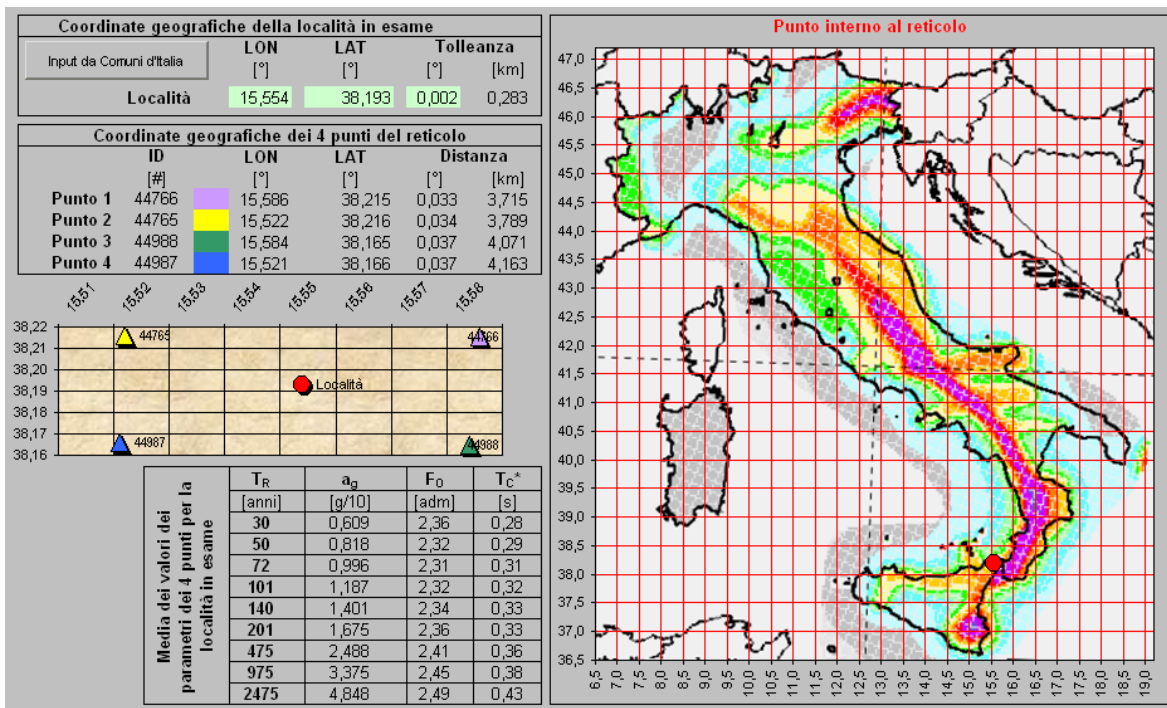 Coordinate geografiche della località in esame
Input da Comuni d'Italia
LON LAT Tolleanza
[°] [°] [°] [km]
Località 15,554 38,193 0,002 0,283
Coordinate geografiche dei 4 punti del reticolo
ID LON LAT Distanza
[#] [°] [°] [°] [km]
Punto 1 44766 15,586 38,215 0,033 3,715
Punto 2 44765 15,522 38,216 0,034 3,789
Punto 3 44988 15,584 38,165 0,037 4,071
Punto 4 44987 15,521 38,166 0,037 4,163
15,51 15,52 15,53 15,54 15,55 15,56 15,57 15,58
38,22
38,21
38,20
38,19
38,18
38,17
38,16
44765 44766
Località
44987 44988
Media dei valori dei
parametri dei 4 punti per la
località in esame
T_R a_g F_0 T_C*
[anni] [g/10] [adm] [s]
30 0,609 2,36 0,28
50 0,818 2,32 0,29
72 0,996 2,31 0,31
101 1,187 2,32 0,32
140 1,401 2,34 0,33
201 1,675 2,36 0,33
475 2,488 2,41 0,36
975 3,375 2,45 0,38
2475 4,848 2,49 0,43
Punto interno al reticolo
47,0
46,5
46,0
45,5
45,0
44,5
44,0
43,5
43,0
42,5
42,0
41,5
41,0
40,5
40,0
39,5
39,0
38,5
38,0
37,5
37,0
36,5
6,5 7,0 7,5 8,0 8,5 9,0 9,5 10,0 10,5 11,0 11,5 12,0 12,5 13,0 13,5 14,0 14,5 15,0 15,5 16,0 16,5 17,0 17,5 18,0 18,5 19,0